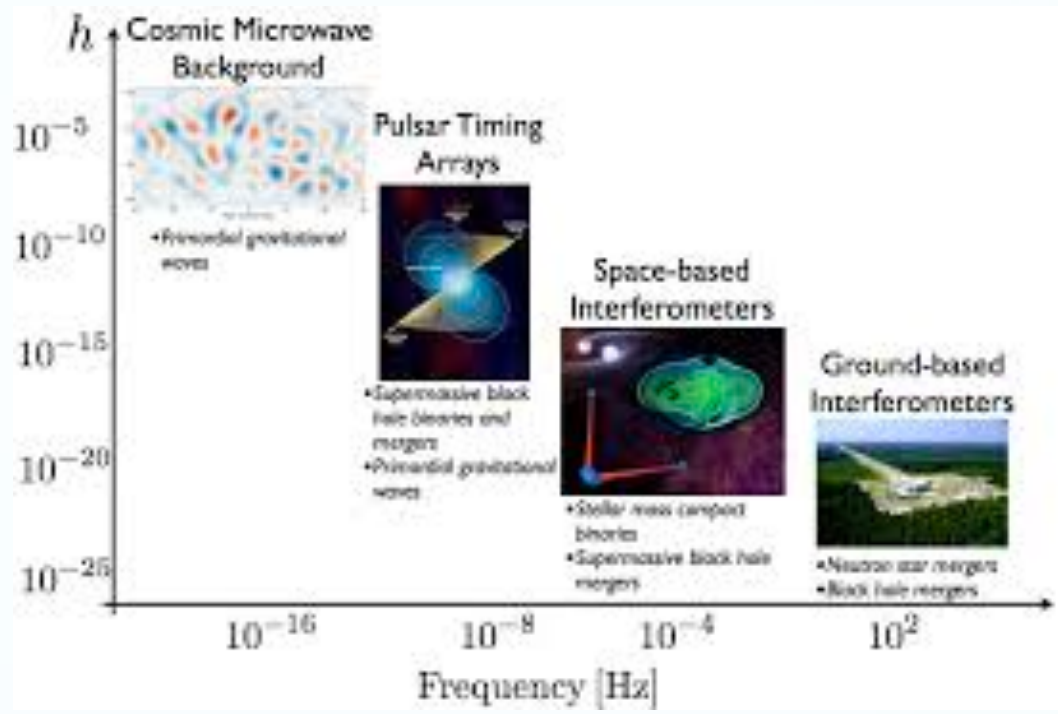 h
Cosmic Microwave
Background
10^{-5}
10^{-10}
10^{-15}
10^{-20}
10^{-25}
•Primordial gravitational
waves
Pulsar Timing
Arrays
•Supermassive black
hole binaries and
mergers
•Primordial gravitational
waves
Space-based
Interferometers
•Stellar mass compact
binaries
•Supermassive black hole
mergers
Ground-based
Interferometers
•Neutron star mergers
•Black hole mergers
10^{-16} 10^{-8} 10^{-4} 10^{2}
Frequency [Hz]